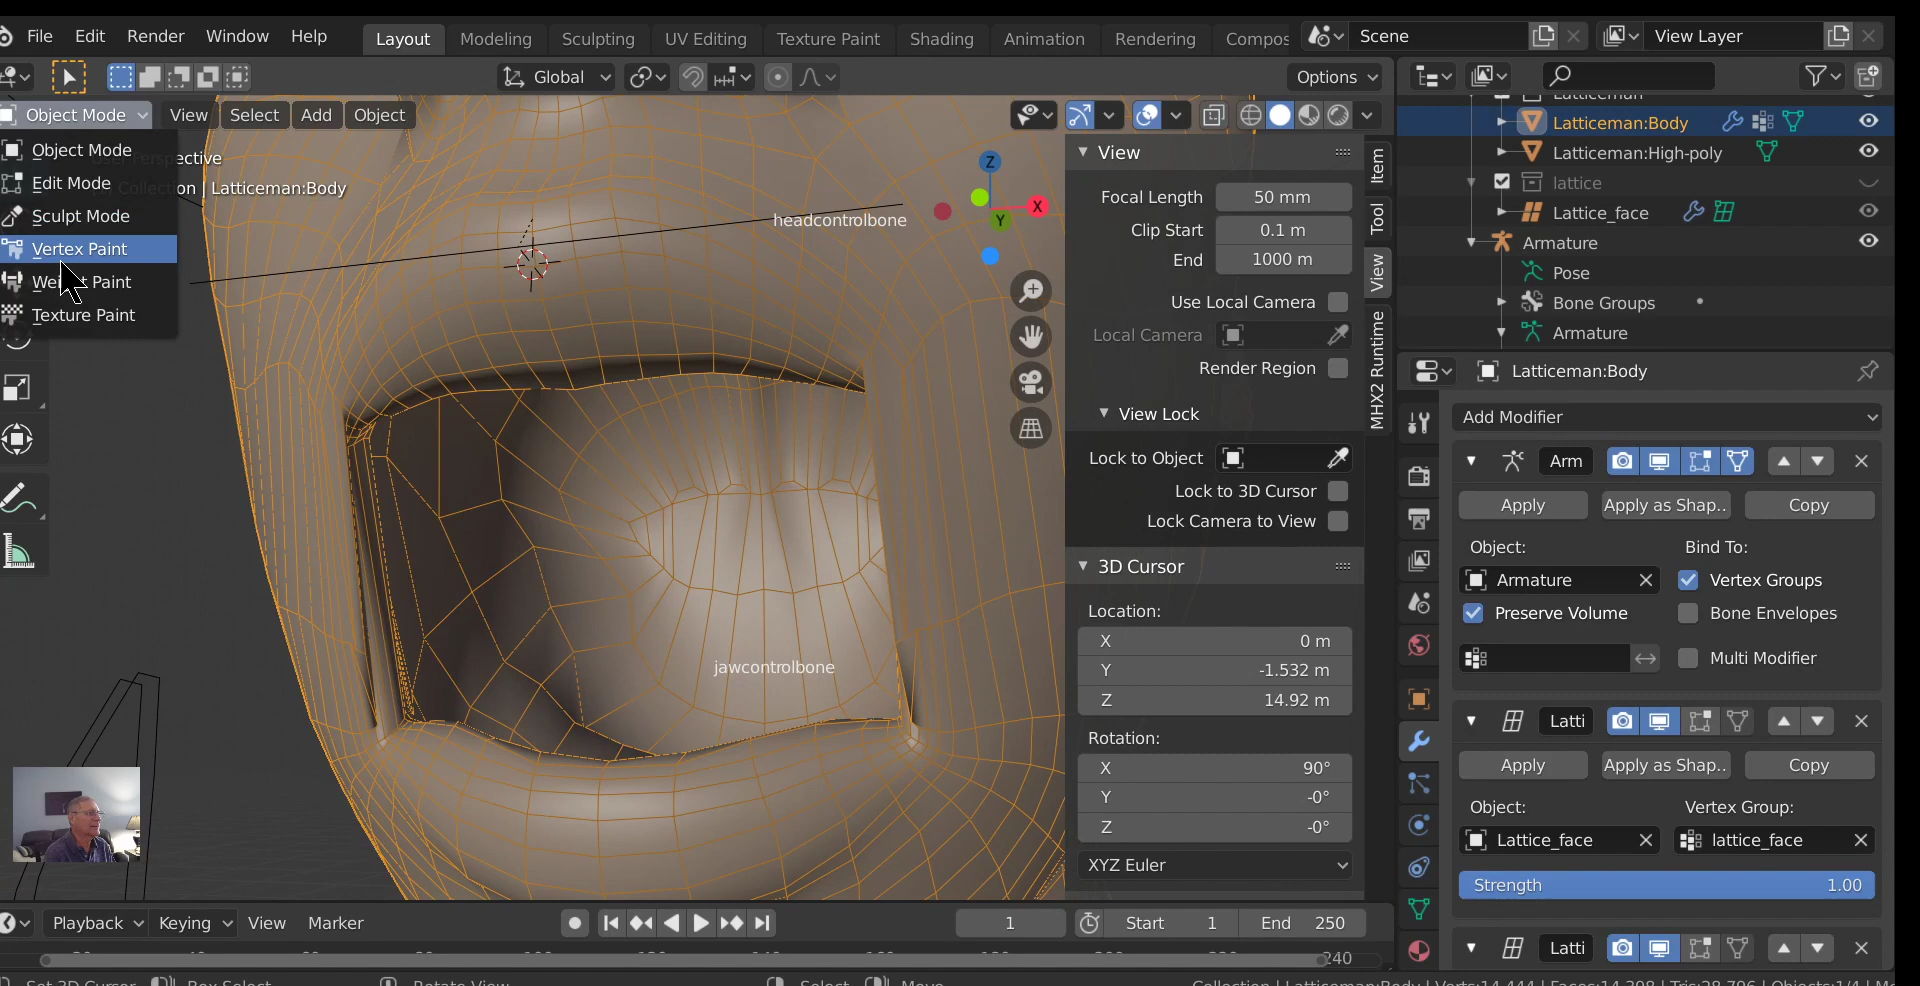 File Edit Render Window Help Layout Modeling Sculpting UV Editing Texture Paint Shading Animation Rendering Compos Scene View Layer
Global Options
Object Mode View Select Add Object
Object Mode
Edit Mode
Sculpt Mode
Vertex Paint
Paint
Texture Paint
Latticeman:Body
headcontrolbone
jawcontrolbone
Z
X
Y
View
Focal Length 50 mm
Clip Start 0.1 m
End 1000 m
Use Local Camera
Local Camera
Render Region
View Lock
Lock to Object
Lock to 3D Cursor
Lock Camera to View
3D Cursor
Location:
X 0 m
Y -1.532 m
Z 14.92 m
Rotation:
X 90°
Y -0°
Z -0°
XYZ Euler
Item
Tool
View
MHX2 Runtime
Latticeman
Latticeman:Body
Latticeman:High-poly
lattice
Lattice_face
Armature
Pose
Bone Groups
Armature
Latticeman:Body
Add Modifier
Arm
Apply Apply as Shap.. Copy
Object: Bind To:
Armature Vertex Groups
Preserve Volume Bone Envelopes
Multi Modifier
Latti
Apply Apply as Shap.. Copy
Object: Vertex Group:
Lattice_face lattice_face
Strength 1.00
Latti
Playback Keying View Marker 1 Start 1 End 250
240